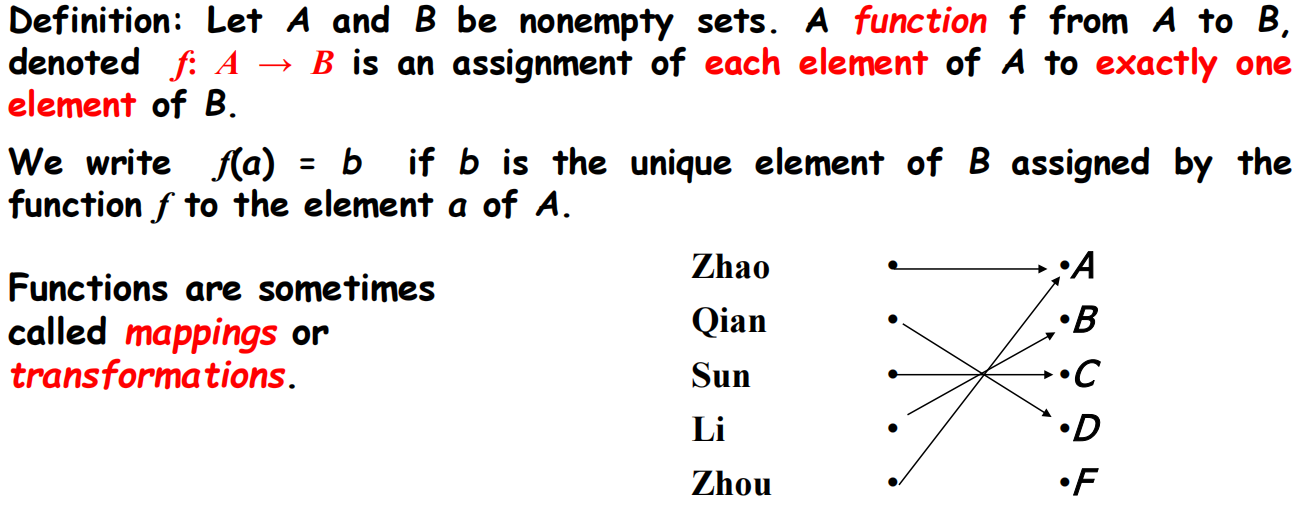 Definition: Let A and B be nonempty sets. A function f from A to B,
denoted f: A → B is an assignment of each element of A to exactly one
element of B.
We write f(a) = b if b is the unique element of B assigned by the
function f to the element a of A.
Functions are sometimes
called mappings or
transformations.
Zhao •A
Qian •B
Sun •C
Li •D
Zhou •F